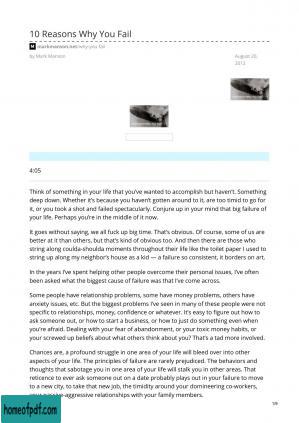 10 Reasons Why You Fail
markmanson.net/why-you-fail
by Mark Manson
August 20,
2013
4:05
Think of something in your life that you've wanted to accomplish but haven't. Something
deep down. Whether it's because you haven't gotten around to it, are too timid to go for
it, or you took a shot and failed spectacularly. Conjure up in your mind that big failure of
your life. Perhaps you're in the middle of it now.
It goes without saying, we all fuck up big time. That's obvious. Of course, some of us are
better at it than others, but that's kind of obvious too. And then there are those who
string along coulda-shoulda moments throughout their life like the toilet paper I used to
string up along my neighbor's house as a kid — a failure so consistent, it borders on art.
In the years I've spent helping other people overcome their personal issues, I've often
been asked what the biggest cause of failure was that I've come across.
Some people have relationship problems, some have money problems, others have
anxiety issues, etc. But the biggest problems I've seen in many of these people were not
specific to relationships, money, confidence or whatever. It's easy to figure out how to
ask someone out, or how to start a business, or how to just do something even when
you're afraid. Dealing with your fear of abandonment, or your toxic money habits, or
your screwed up beliefs about what others think about you? That's a tad more involved.
Chances are, a profound struggle in one area of your life will bleed over into other
aspects of your life. The principles of failure are rarely prejudiced. The behaviors and
thoughts that sabotage you in one area of your life will stalk you in other areas. That
reticence to ever ask someone out on a date probably plays out in your failure to move
to a new city, to take that new job, the timidity around your domineering co-workers,
passive-aggressive relationships with your family members.
1/9
homeofpdf.com